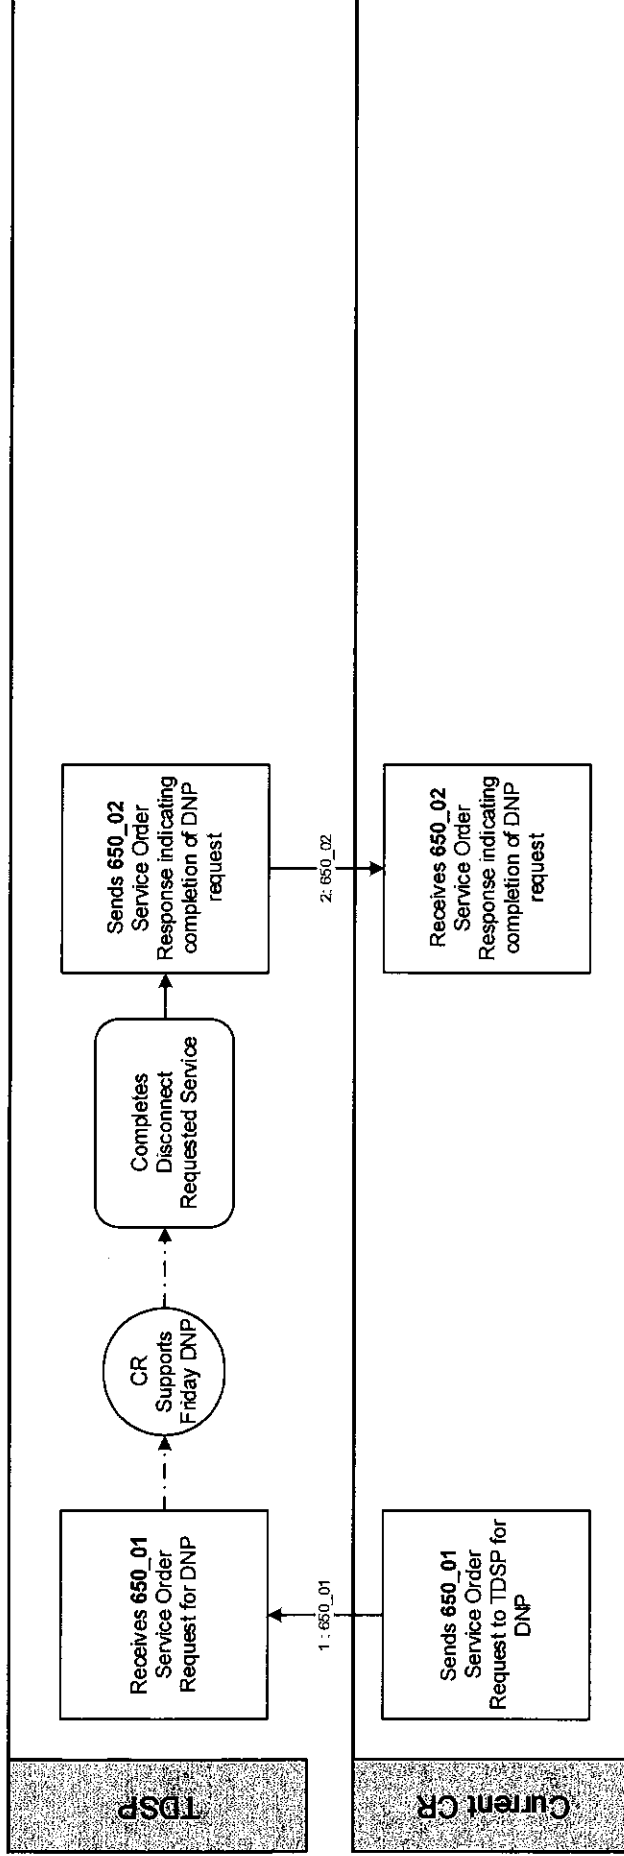 TDSP
Receives 650_01
Service Order
Request for DNP
CR
Supports
Friday DNP
Completes
Disconnect
Requested Service
Sends 650_02
Service Order
Response indicating
completion of DNP
request
1 : 650_01
2: 650_02
Current CR
Sends 650_01
Service Order
Request to TDSP for
DNP
Receives 650_02
Service Order
Response indicating
completion of DNP
request